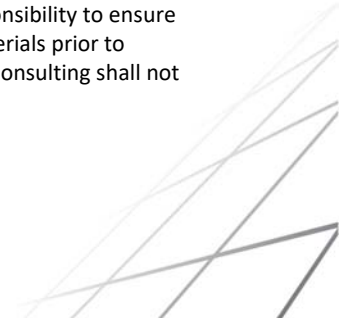 onsibility to ensure
erials prior to
onsulting shall not